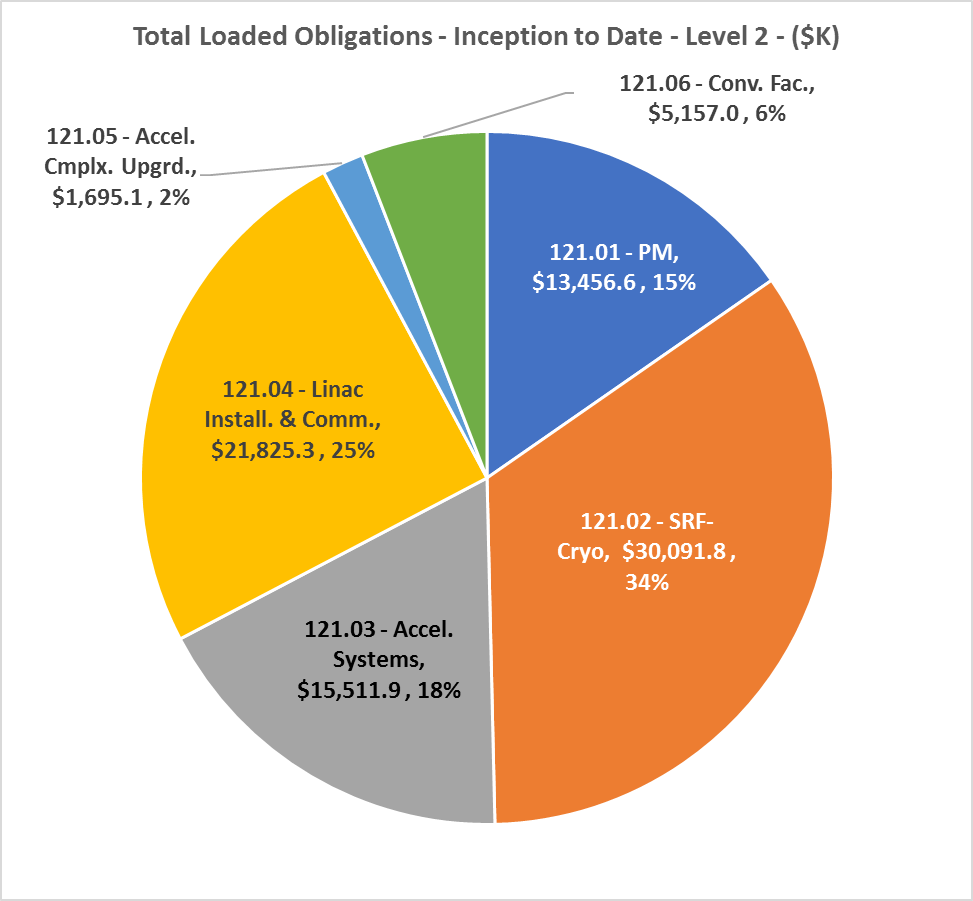 Total Loaded Obligations - Inception to Date - Level 2 - ($K)
121.06 - Conv. Fac.,
$5,157.0 , 6%
121.05 - Accel.
Cmplx. Upgrd.,
$1,695.1 , 2%
121.01 - PM,
$13,456.6 , 15%
121.04 - Linac
Install. & Comm.,
$21,825.3 , 25%
121.02 - SRF-
Cryo,  $30,091.8 ,
34%
121.03 - Accel.
Systems,
$15,511.9 , 18%